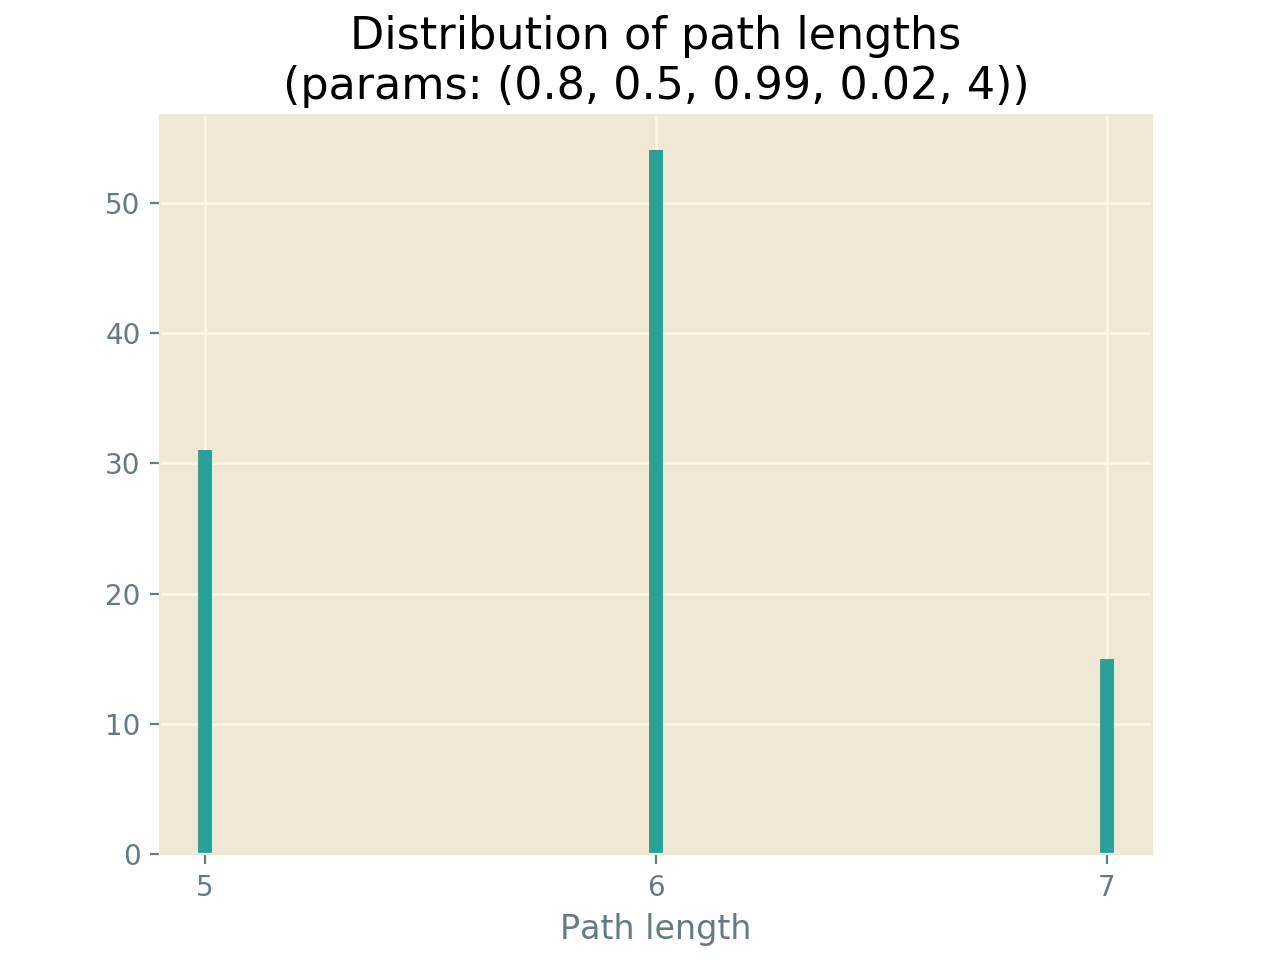 Distribution of path lengths
(params: (0.8, 0.5, 0.99, 0.02, 4))
50
40
30
20
10
0
5 6 7
Path length